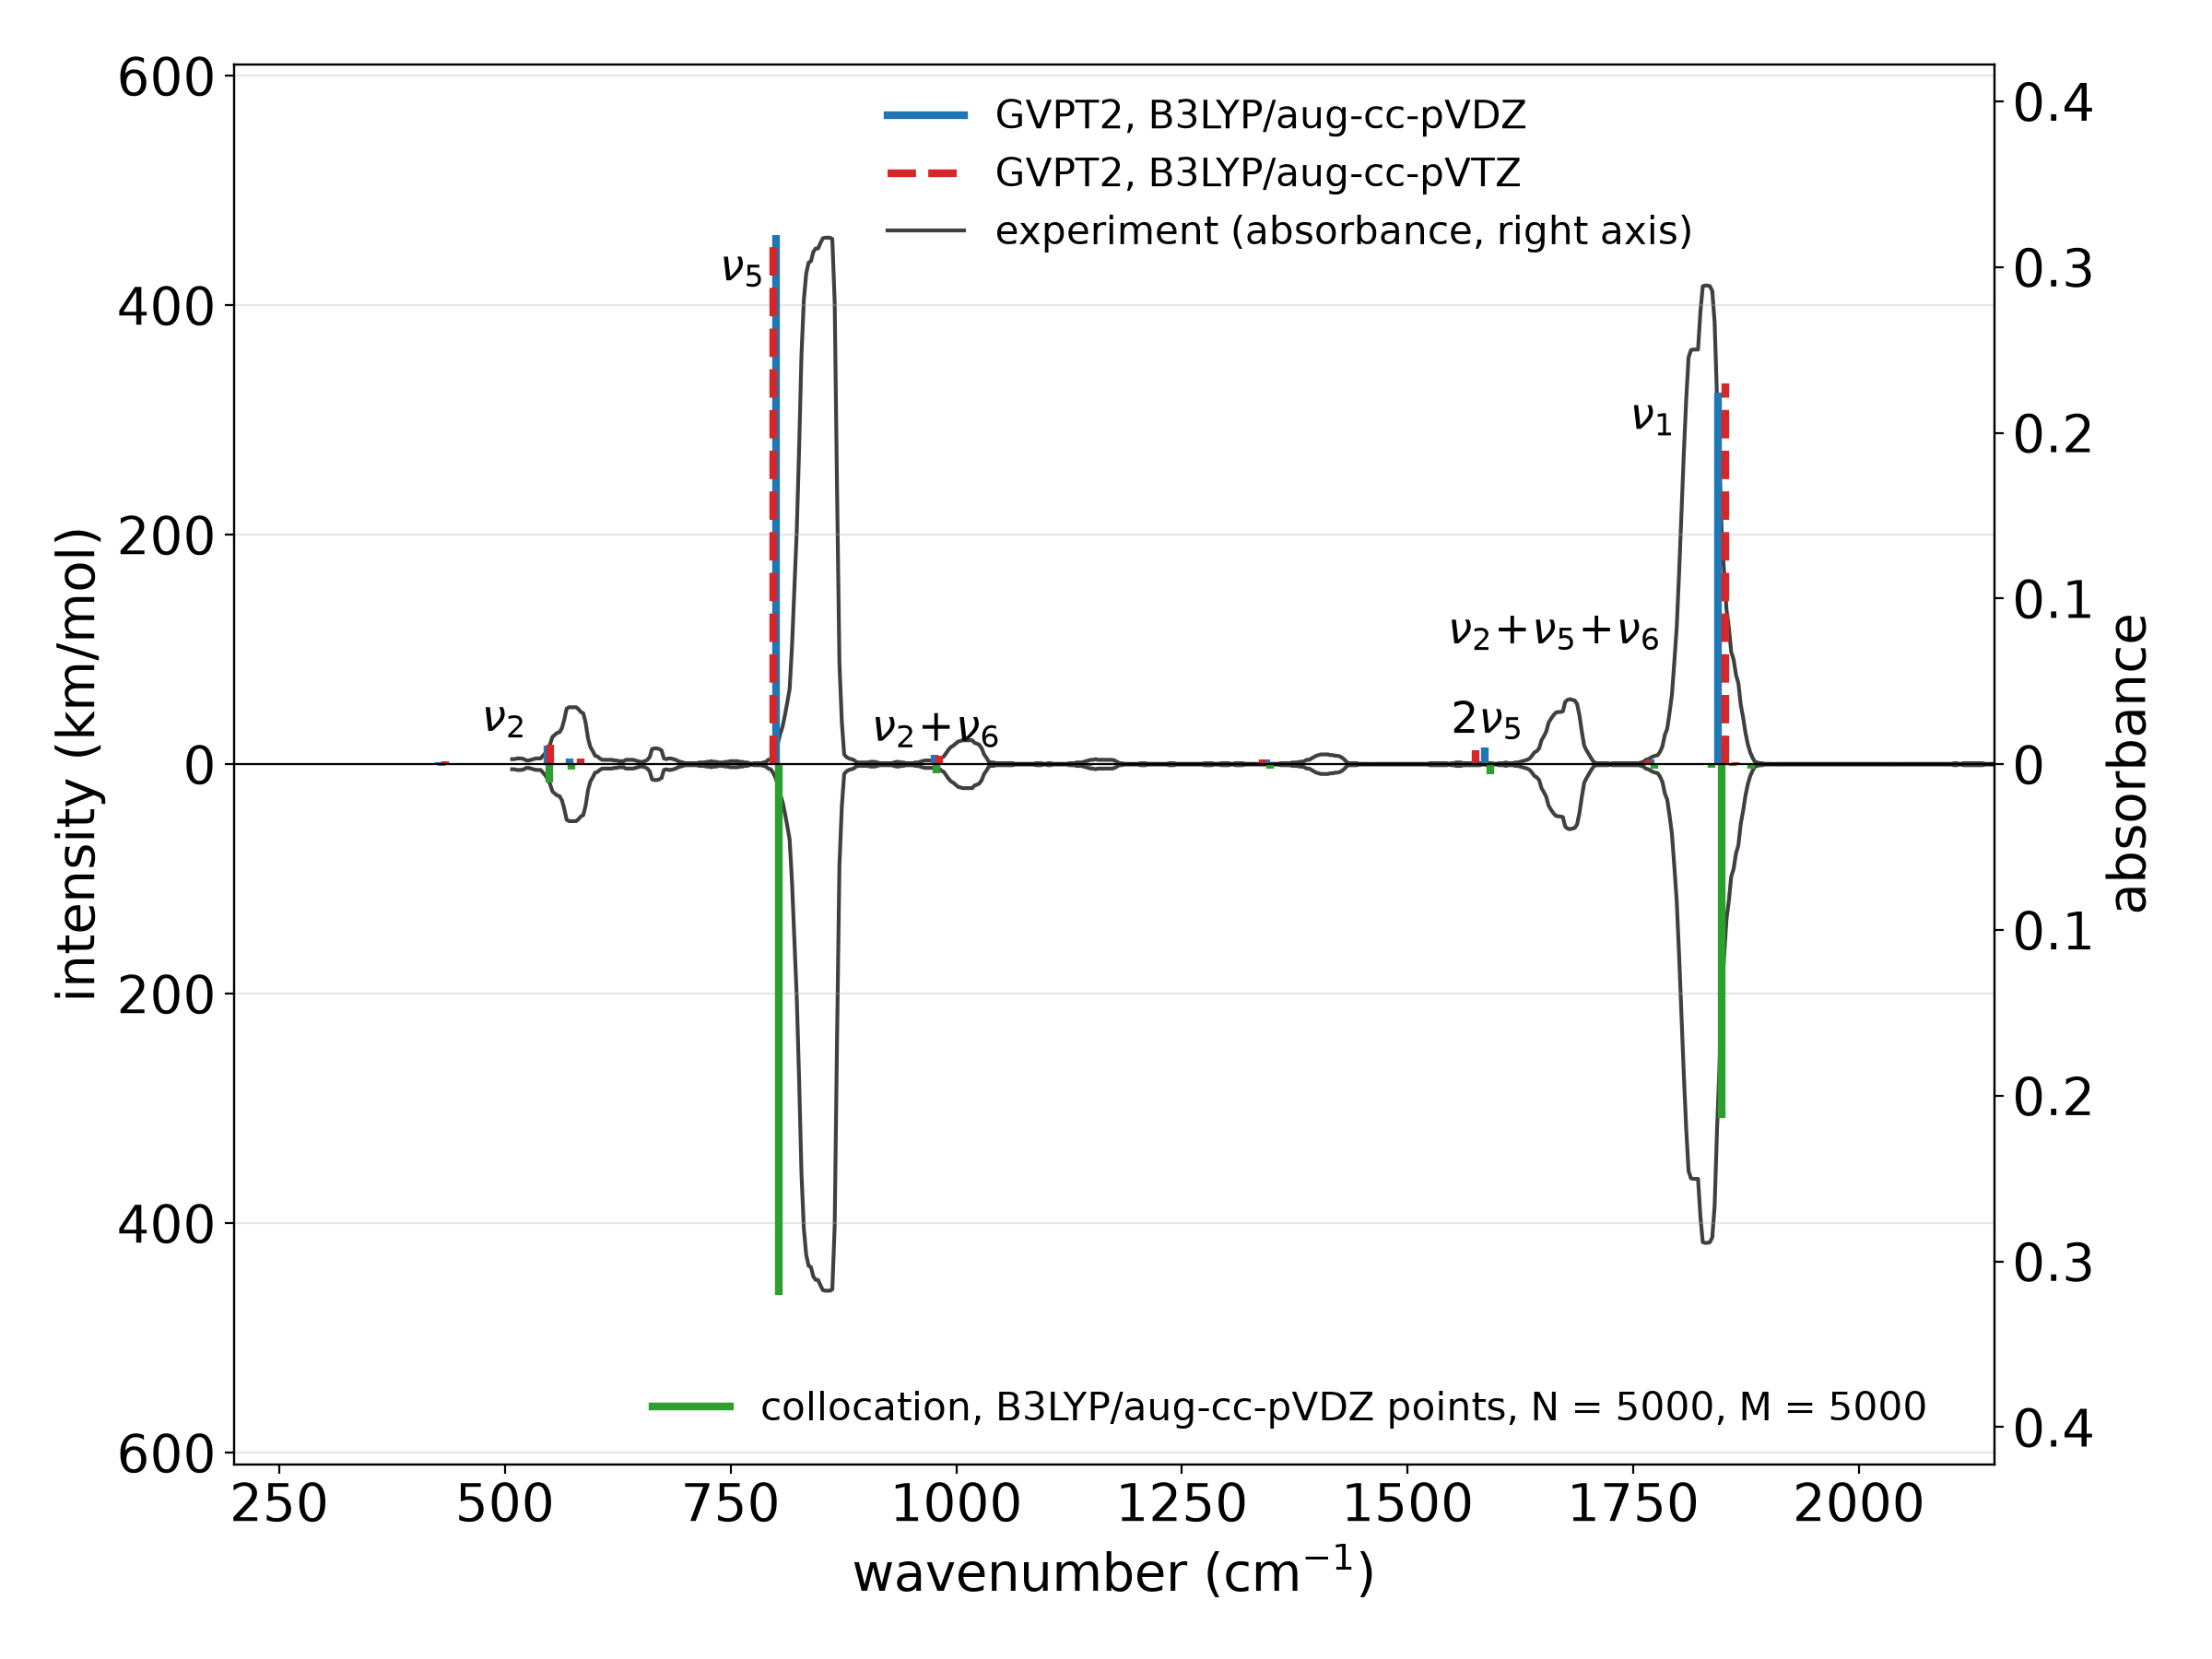 GVPT2, B3LYP/aug-cc-pVDZ
GVPT2, B3LYP/aug-cc-pVTZ
experiment (absorbance, right axis)
600
400
200
0
200
400
600
intensity (km/mol)
0.4
0.3
0.2
0.1
0
0.1
0.2
0.3
0.4
absorbance
ν₅
ν₁
ν₂+ν₅+ν₆
ν₂
ν₂+ν₆
2ν₅
collocation, B3LYP/aug-cc-pVDZ points, N = 5000, M = 5000
250 500 750 1000 1250 1500 1750 2000
wavenumber (cm⁻¹)